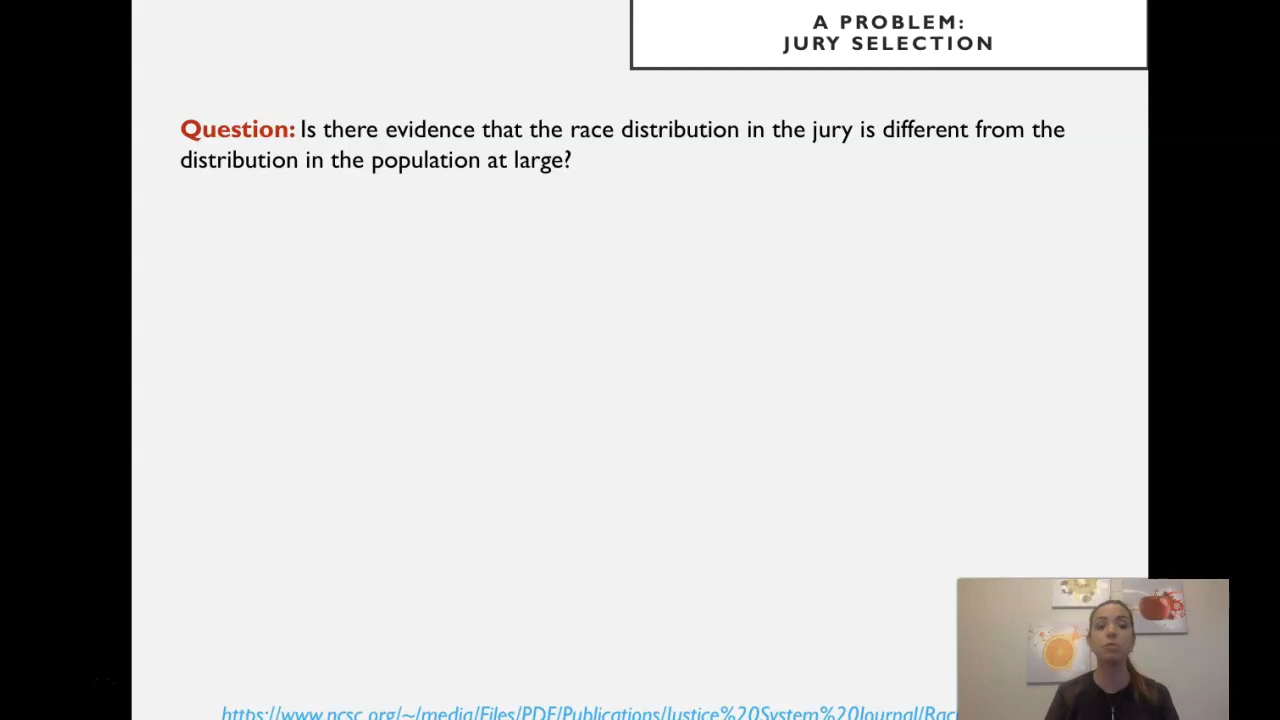 A PROBLEM:
JURY SELECTION
Question: Is there evidence that the race distribution in the jury is different from the
distribution in the population at large?
https://www.ncsc.org/~/media/Files/PDF/Publications/Justice%20System%20Journal/Rac